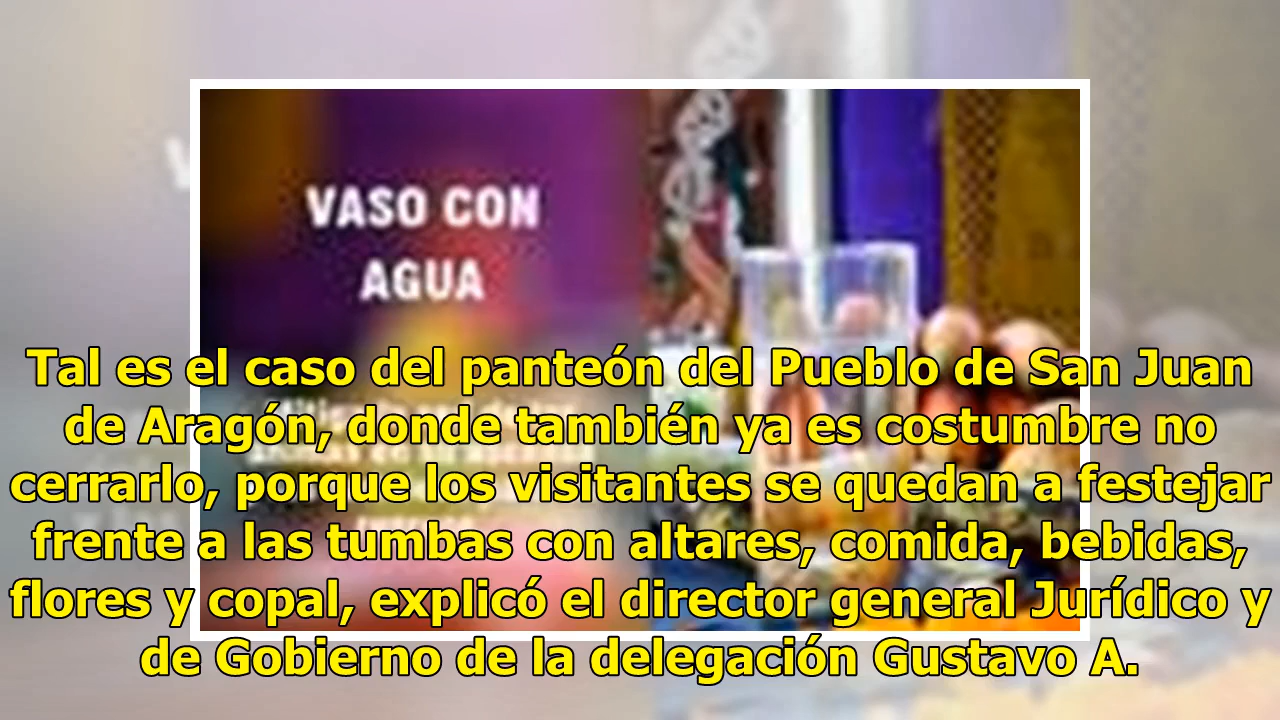 VASO CON
AGUA
Tal es el caso del panteón del Pueblo de San Juan
de Aragón, donde también ya es costumbre no
cerrarlo, porque los visitantes se quedan a festejar
frente a las tumbas con altares, comida, bebidas,
flores y copal, explicó el director general Jurídico y
de Gobierno de la delegación Gustavo A.